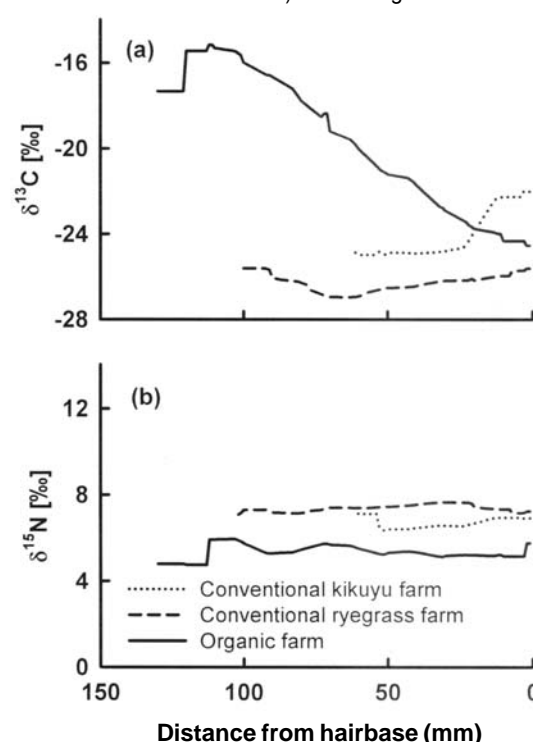 (a)
-16
-20
-24
-28
δ13C [‰]
(b)
12
8
4
0
δ15N [‰]
Conventional kikuyu farm
Conventional ryegrass farm
Organic farm
150 100 50 0
Distance from hairbase (mm)